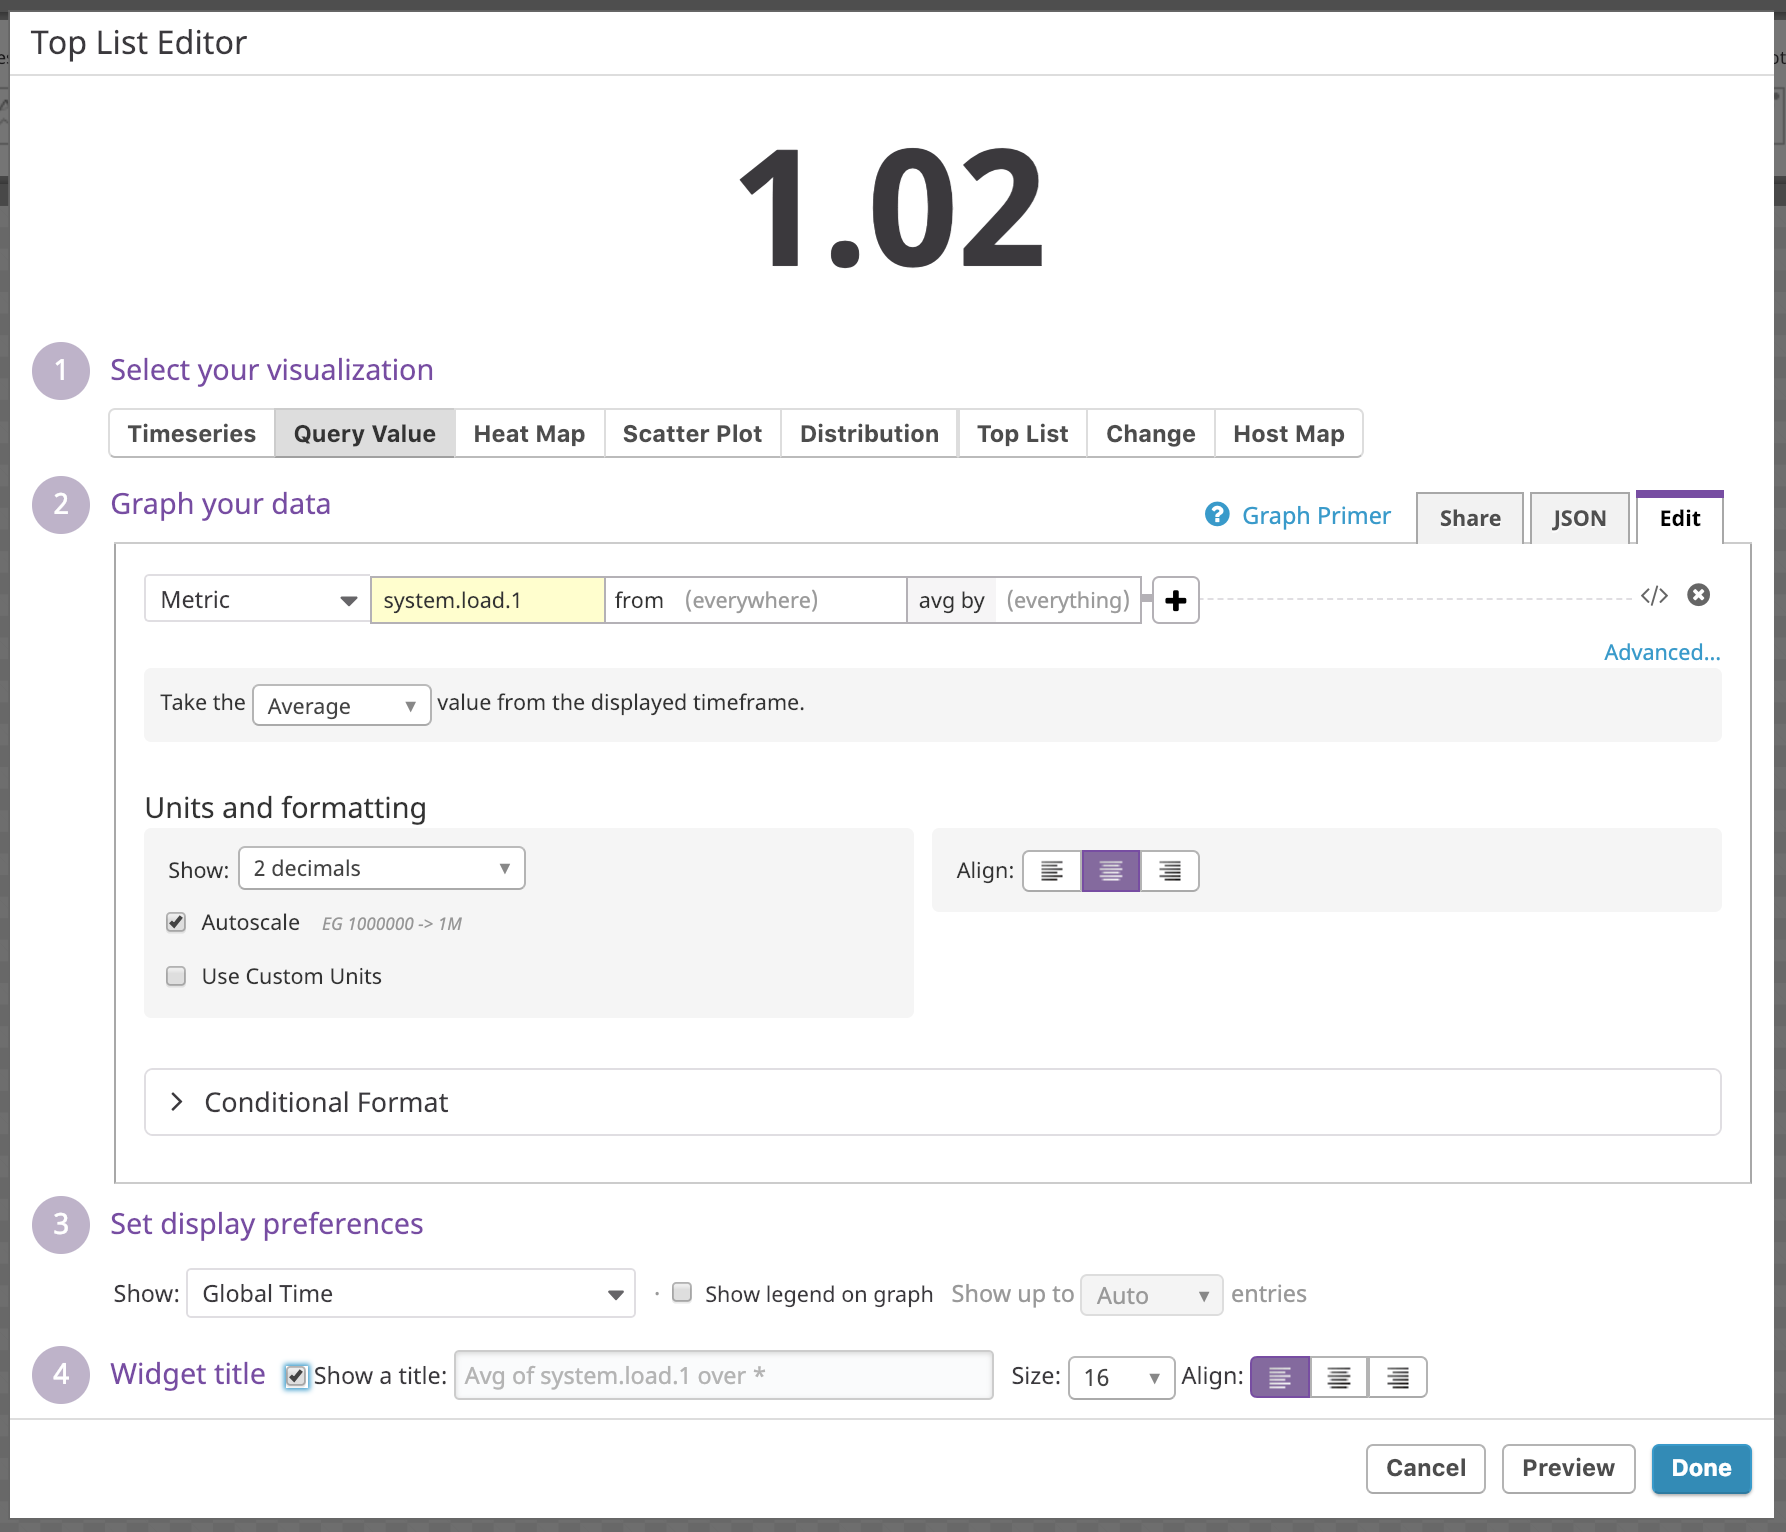 Top List Editor
1.02
1 Select your visualization
Timeseries Query Value Heat Map Scatter Plot Distribution Top List Change Host Map
2 Graph your data
? Graph Primer Share JSON Edit
Metric system.load.1 from (everywhere) avg by (everything) </>
Advanced...
Take the Average value from the displayed timeframe.
Units and formatting
Show: 2 decimals Align:
Autoscale EG 1000000 -> 1M
Use Custom Units
Conditional Format
3 Set display preferences
Show: Global Time · Show legend on graph Show up to Auto entries
4 Widget title Show a title: Avg of system.load.1 over * Size: 16 Align:
Cancel Preview Done